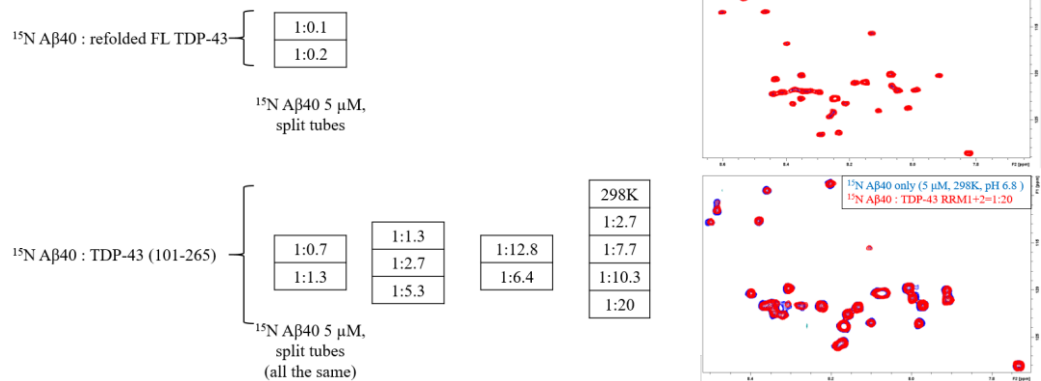 ¹⁵N Aβ40 : refolded FL TDP-43
1:0.1
1:0.2
¹⁵N Aβ40 5 μM,
split tubes
¹⁵N Aβ40 : TDP-43 (101-265)
1:0.7
1:1.3
1:1.3
1:2.7
1:5.3
1:12.8
1:6.4
298K
1:2.7
1:7.7
1:10.3
1:20
¹⁵N Aβ40 5 μM,
split tubes
(all the same)
¹⁵N Aβ40 only (5 μM, 298K, pH 6.8 )
¹⁵N Aβ40 : TDP-43 RRM1+2=1:20